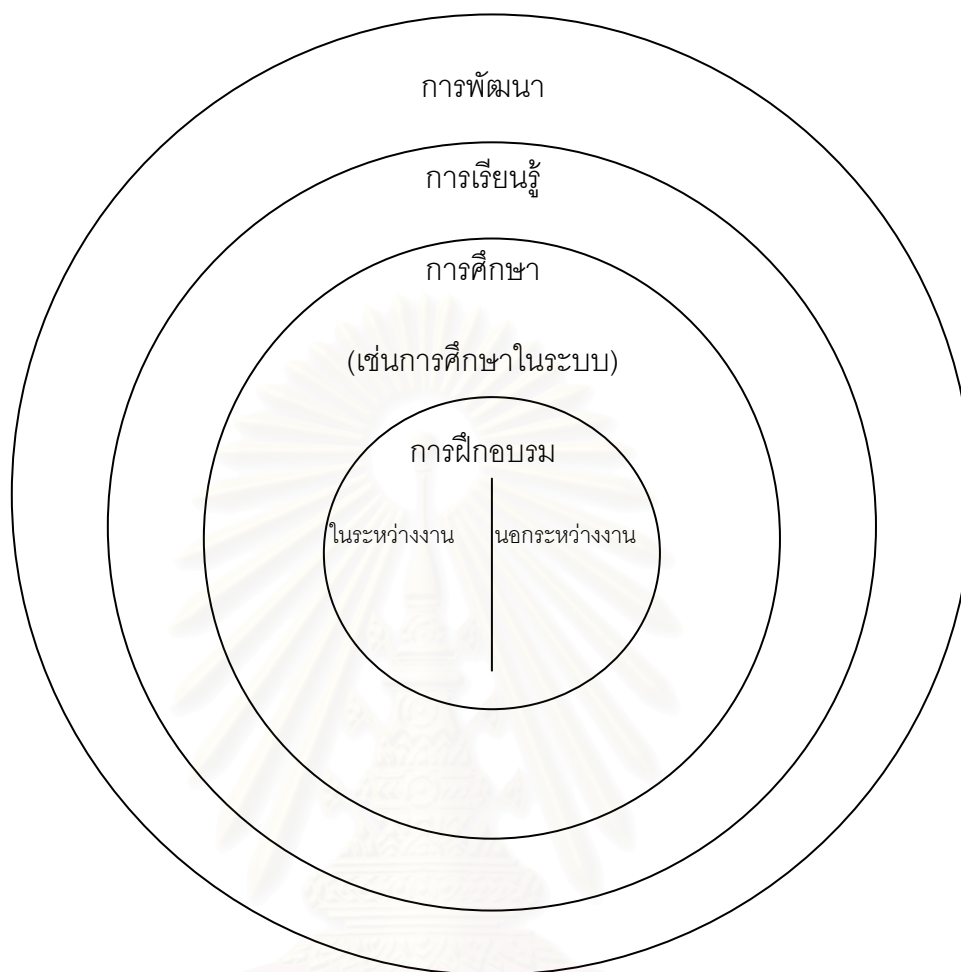 การพัฒนา
การเรียนรู้
การศึกษา
(เช่นการศึกษาในระบบ)
การฝึกอบรม
ในระหว่างงาน นอกระหว่างงาน